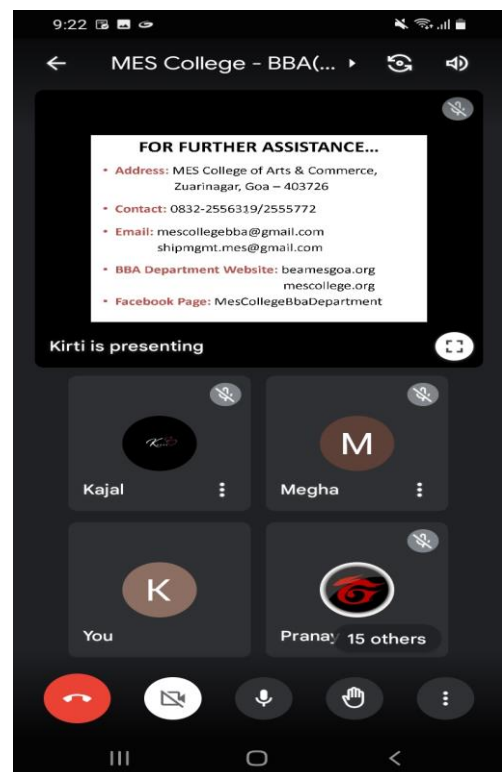 9:22
MES College - BBA(...
FOR FURTHER ASSISTANCE...
• Address: MES College of Arts & Commerce,
Zuarinagar, Goa – 403726
• Contact: 0832-2556319/2555772
• Email: mescollegebba@gmail.com
shipmgmt.mes@gmail.com
• BBA Department Website: beamesgoa.org
mescollege.org
• Facebook Page: MesCollegeBbaDepartment
Kirti is presenting
Kajal
M
Megha
K
You
Pranay
15 others